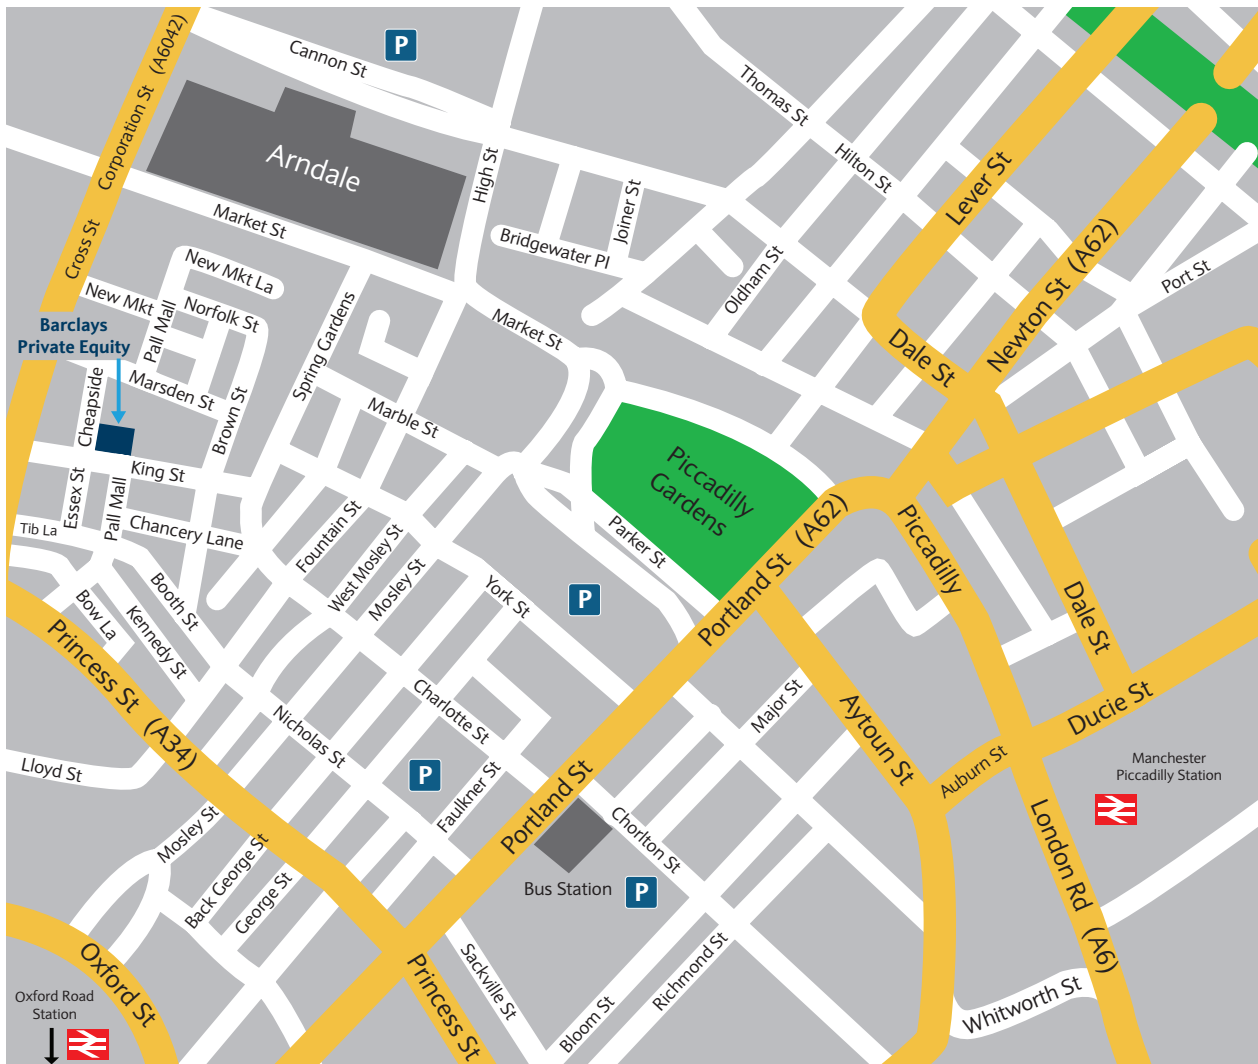 Corporation St (A6042)
Cannon St
P
Thomas St
Arndale
High St
Hilton St
Lever St
Joiner St
Market St
Cross St
Bridgewater Pl
Newton St (A62)
Port St
New Mkt La
Oldham St
New Mkt
Norfolk St
Pall Mall
Spring Gardens
Market St
Barclays
Private Equity
Dale St
Marsden St
Cheapside
Brown St
Marble St
King St
Piccadilly
Gardens
Essex St
Pall Mall
Tib La
Chancery Lane
Fountain St
West Mosley St
Mosley St
Parker St
Portland St (A62)
Piccadilly
Booth St
Bow La
Kennedy St
York St
P
Dale St
Princess St (A34)
Charlotte St
Major St
Aytoun St
Ducie St
Nicholas St
Lloyd St
P
Faulkner St
Portland St
Auburn St
Manchester
Piccadilly Station
Mosley St
Chorlton St
London Rd (A6)
Back George St
George St
Bus Station
P
Oxford St
Princess St
Sackville St
Bloom St
Richmond St
Whitworth St
Oxford Road
Station